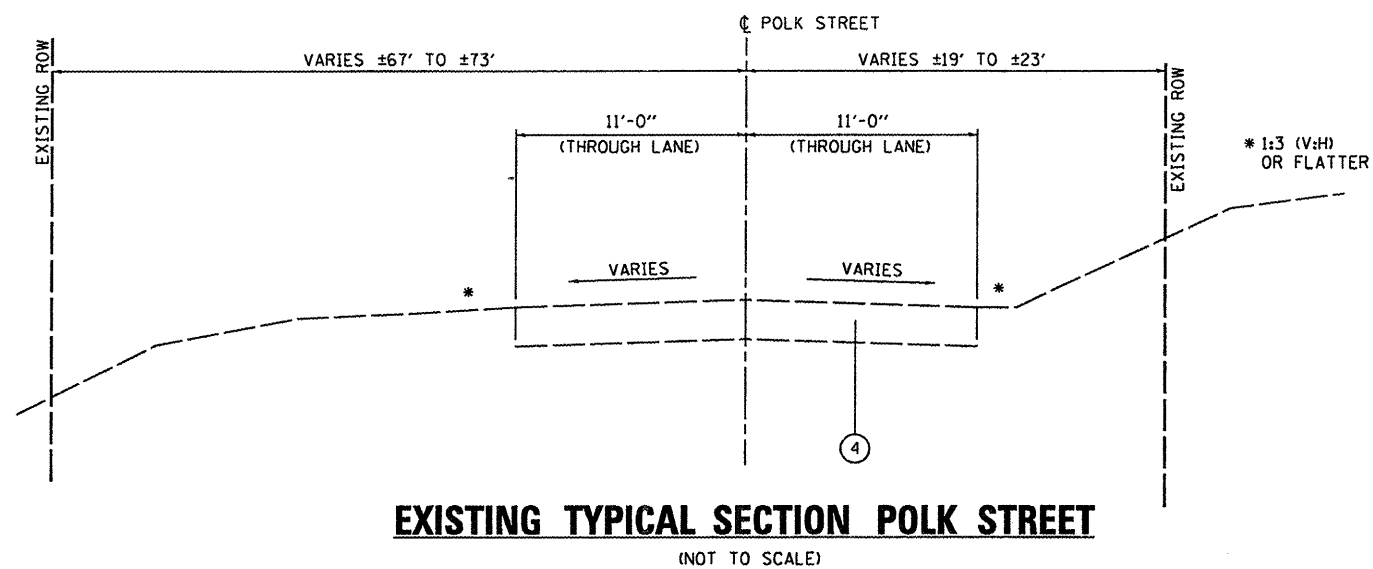 ℄ POLK STREET
EXISTING ROW
VARIES ±67' TO ±73'
VARIES ±19' TO ±23'
EXISTING ROW
11'-0"
(THROUGH LANE)
11'-0"
(THROUGH LANE)
* 1:3 (V:H)
OR FLATTER
VARIES
VARIES
*
*
4
EXISTING TYPICAL SECTION POLK STREET
(NOT TO SCALE)